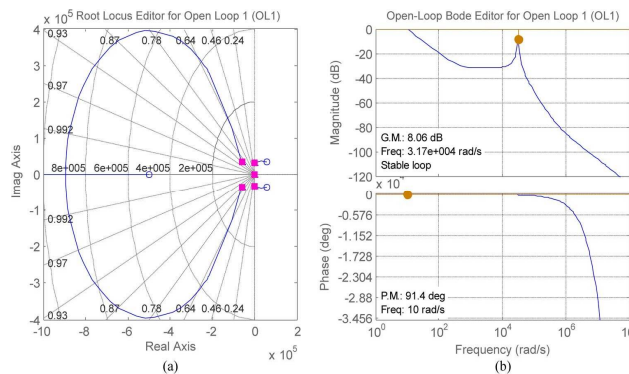 Root Locus Editor for Open Loop 1 (OL1)
x 10^5
4
3
2
1
0
-1
-2
-3
-4
0.93
0.87
0.78
0.64
0.46
0.24
0.97
0.992
8e+005
6e+005
4e+005
2e+005
0.992
0.97
0.93
0.87
0.78
0.64
0.46
0.24
Imag Axis
-10
-8
-6
-4
-2
0
2
Real Axis
x 10^5
(a)
Open-Loop Bode Editor for Open Loop 1 (OL1)
0
-20
-40
-60
-80
-100
-120
Magnitude (dB)
G.M.: 8.06 dB
Freq: 3.17e+004 rad/s
Stable loop
0
-0.576
-1.152
-1.728
-2.304
-2.88
-3.456
Phase (deg)
P.M.: 91.4 deg
Freq: 10 rad/s
10^0
10^2
10^4
10^6
Frequency (rad/s)
(b)